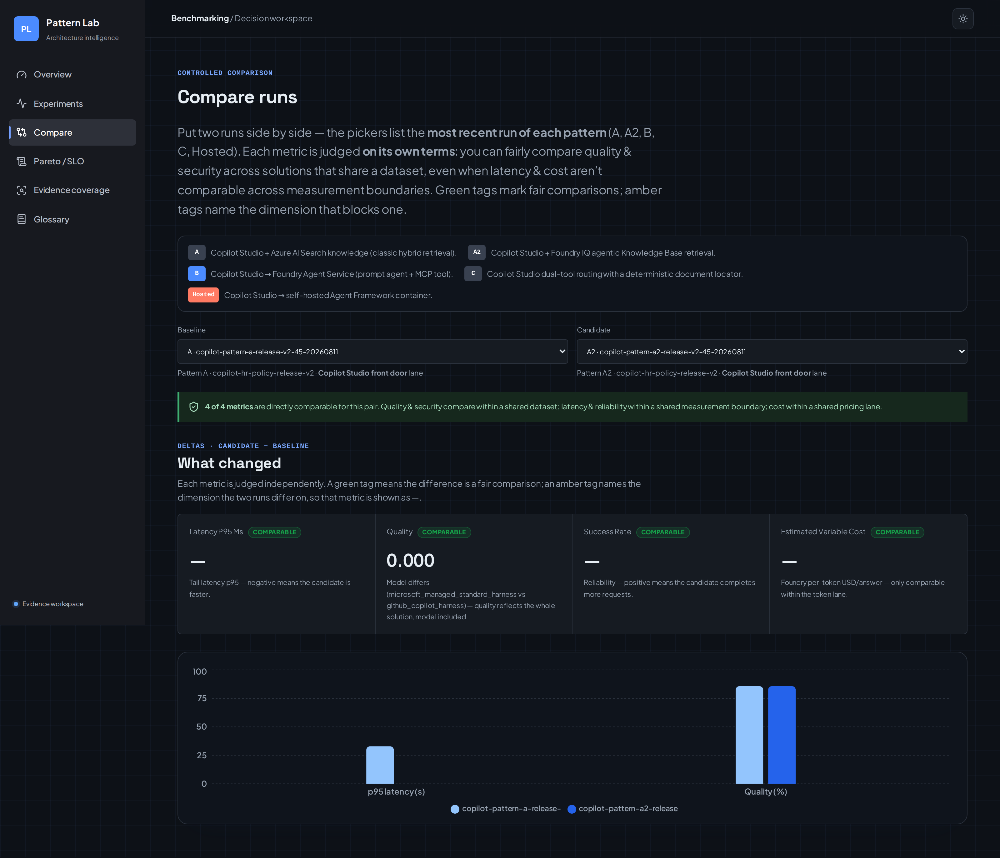 PL
Pattern Lab
Architecture intelligence
Overview
Experiments
Compare
Pareto / SLO
Evidence coverage
Glossary
Evidence workspace
Benchmarking / Decision workspace
CONTROLLED COMPARISON
Compare runs
Put two runs side by side — the pickers list the most recent run of each pattern (A, A2, B,
C, Hosted). Each metric is judged on its own terms: you can fairly compare quality &
security across solutions that share a dataset, even when latency & cost aren’t
comparable across measurement boundaries. Green tags mark fair comparisons; amber
tags name the dimension that blocks one.
A Copilot Studio + Azure AI Search knowledge (classic hybrid retrieval). A2 Copilot Studio + Foundry IQ agentic Knowledge Base retrieval.
B Copilot Studio → Foundry Agent Service (prompt agent + MCP tool). C Copilot Studio dual-tool routing with a deterministic document locator.
Hosted Copilot Studio → self-hosted Agent Framework container.
Baseline
A · copilot-pattern-a-release-v2-45-20260811
Pattern A · copilot-hr-policy-release-v2 · Copilot Studio front door lane
Candidate
A2 · copilot-pattern-a2-release-v2-45-20260811
Pattern A2 · copilot-hr-policy-release-v2 · Copilot Studio front door lane
4 of 4 metrics are directly comparable for this pair. Quality & security compare within a shared dataset; latency & reliability within a shared measurement boundary; cost within a shared pricing lane.
DELTAS · CANDIDATE − BASELINE
What changed
Each metric is judged independently. A green tag means the difference is a fair comparison; an amber tag names the
dimension the two runs differ on, so that metric is shown as —.
Latency P95 Ms COMPARABLE
—
Tail latency p95 — negative means the candidate is
faster.
Quality COMPARABLE
0.000
Model differs
(microsoft_managed_standard_harness vs
github_copilot_harness) — quality reflects the whole
solution, model included
Success Rate COMPARABLE
—
Reliability — positive means the candidate completes
more requests.
Estimated Variable Cost COMPARABLE
—
Foundry per-token USD/answer — only comparable
within the token lane.
100
75
50
25
0
p95 latency (s)
Quality (%)
copilot-pattern-a-release-
copilot-pattern-a2-release